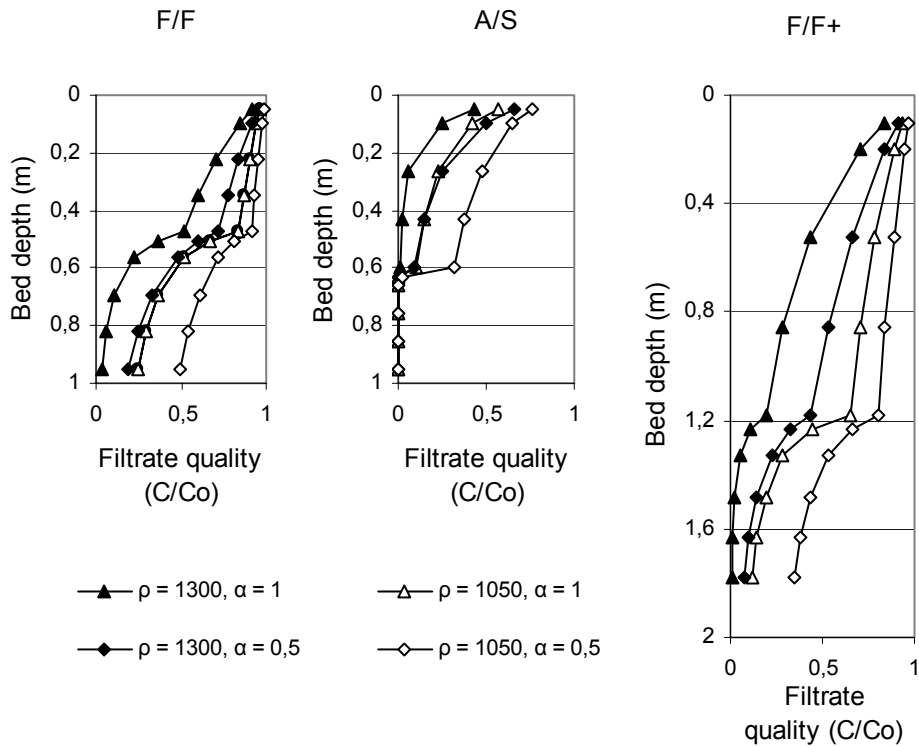 F/F
A/S
F/F+
0
0,2
0,4
0,6
0,8
1
Bed depth (m)
0
0,5
1
Filtrate quality
(C/Co)
0
0,2
0,4
0,6
0,8
1
Bed depth (m)
0
0,5
1
Filtrate quality
(C/Co)
0
0,4
0,8
1,2
1,6
2
Bed depth (m)
0
0,5
1
Filtrate
quality (C/Co)
ρ = 1300, α = 1
ρ = 1050, α = 1
ρ = 1300, α = 0,5
ρ = 1050, α = 0,5